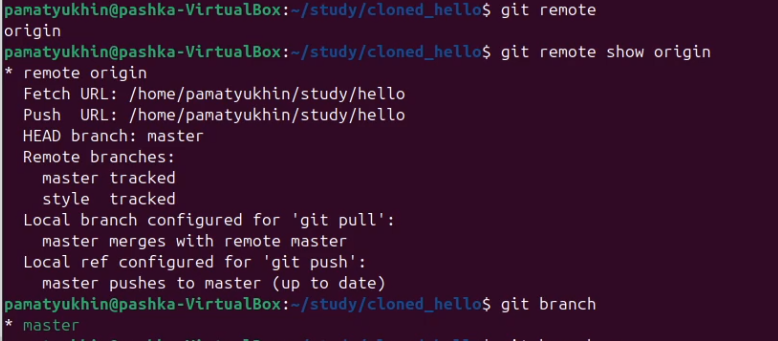 pamatyukhin@pashka-VirtualBox:~/study/cloned_hello$ git remote
origin
pamatyukhin@pashka-VirtualBox:~/study/cloned_hello$ git remote show origin
* remote origin
  Fetch URL: /home/pamatyukhin/study/hello
  Push  URL: /home/pamatyukhin/study/hello
  HEAD branch: master
  Remote branches:
    master tracked
    style  tracked
  Local branch configured for 'git pull':
    master merges with remote master
  Local ref configured for 'git push':
    master pushes to master (up to date)
pamatyukhin@pashka-VirtualBox:~/study/cloned_hello$ git branch
* master